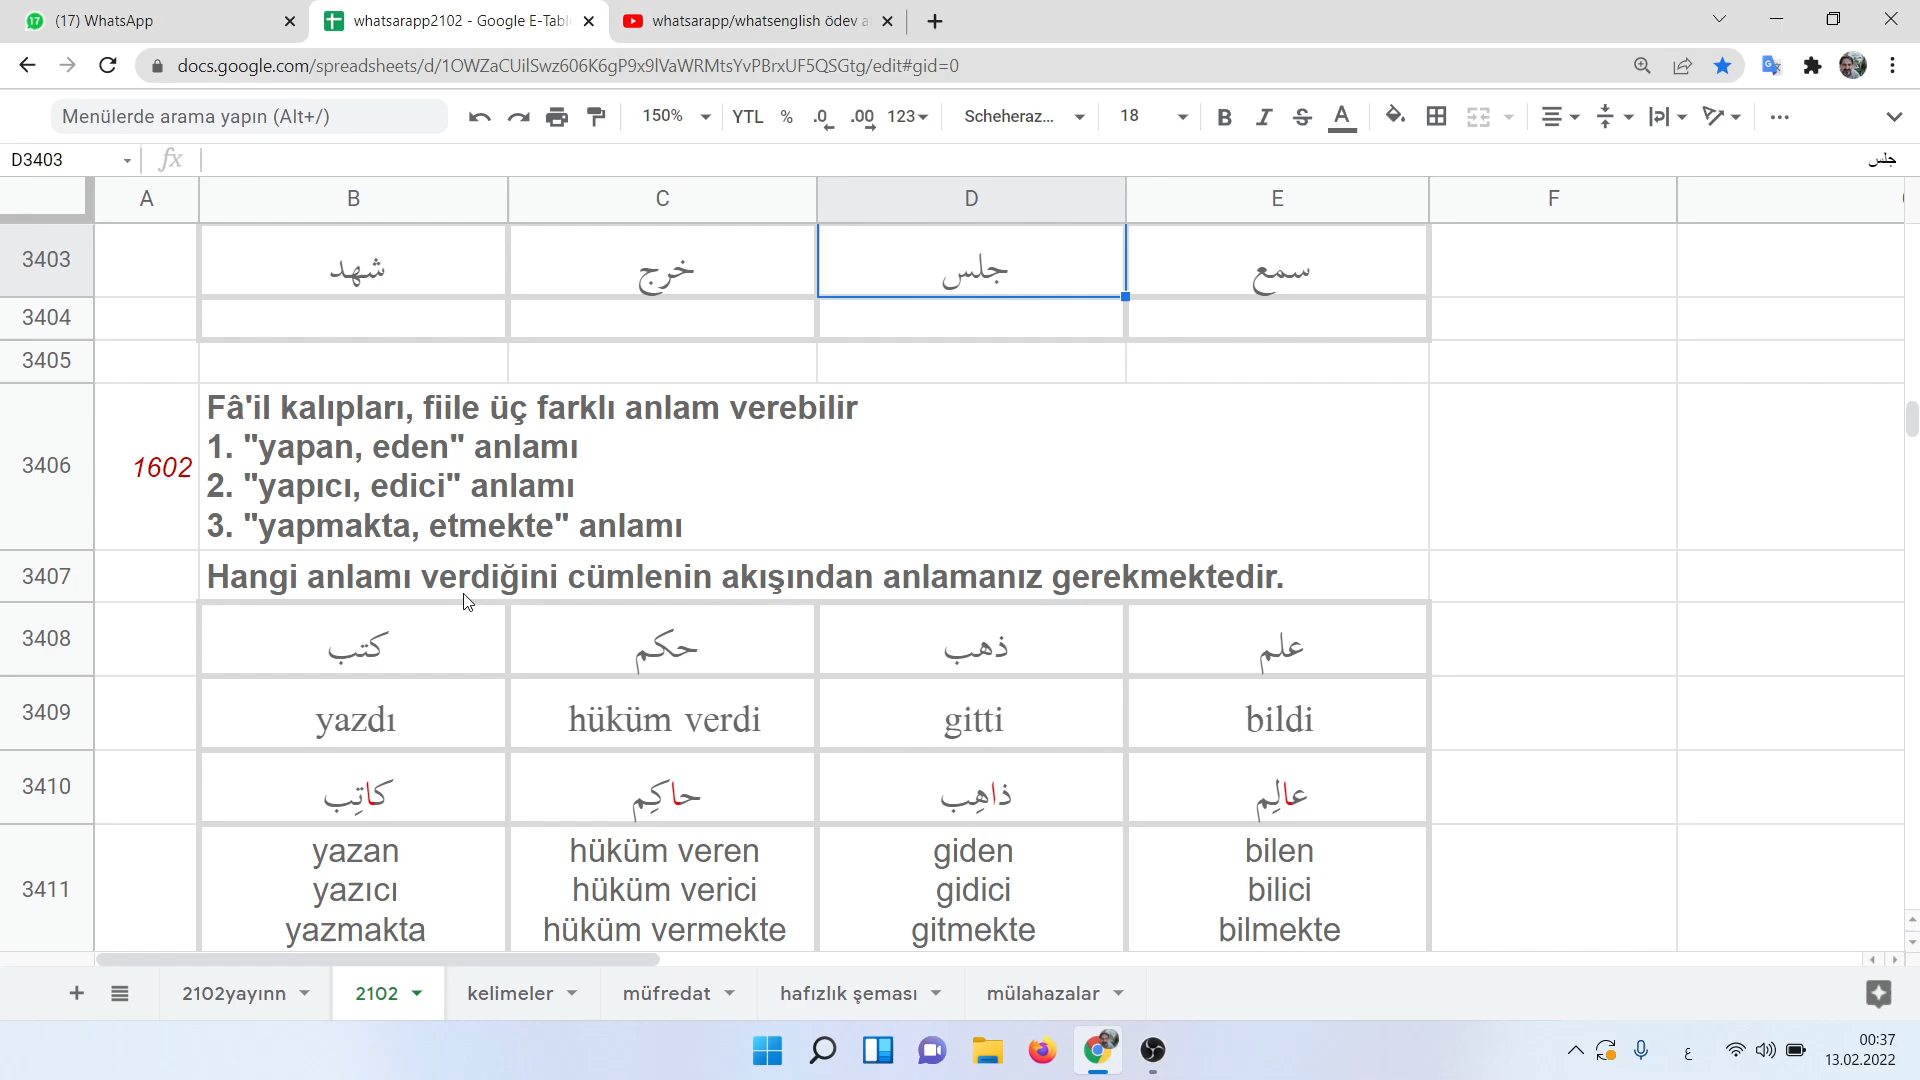 (17) WhatsApp
whatsarapp2102 - Google E-Tabl
whatsarapp/whatsenglish ödev a
docs.google.com/spreadsheets/d/1OWZaCUilSwz606K6gP9x9lVaWRMtsYvPBrxUF5QSGtg/edit#gid=0
Menülerde arama yapın (Alt+/)
150% YTL % .0 .00 123 Scheheraz... 18 B I S A
D3403 fx جلس
A B C D E F
3403 شهد خرج جلس سمع
3404
3405
3406 1602 Fâ'il kalıpları, fiile üç farklı anlam verebilir
1. "yapan, eden" anlamı
2. "yapıcı, edici" anlamı
3. "yapmakta, etmekte" anlamı
3407 Hangi anlamı verdiğini cümlenin akışından anlamanız gerekmektedir.
3408 كتب حكم ذهب علم
3409 yazdı hüküm verdi gitti bildi
3410 كاتِب حاكِم ذاهِب عالِم
3411 yazan hüküm veren giden bilen
yazıcı hüküm verici gidici bilici
yazmakta hüküm vermekte gitmekte bilmekte
2102yayınn 2102 kelimeler müfredat hafızlık şeması mülahazalar
ع 00:37
13.02.2022